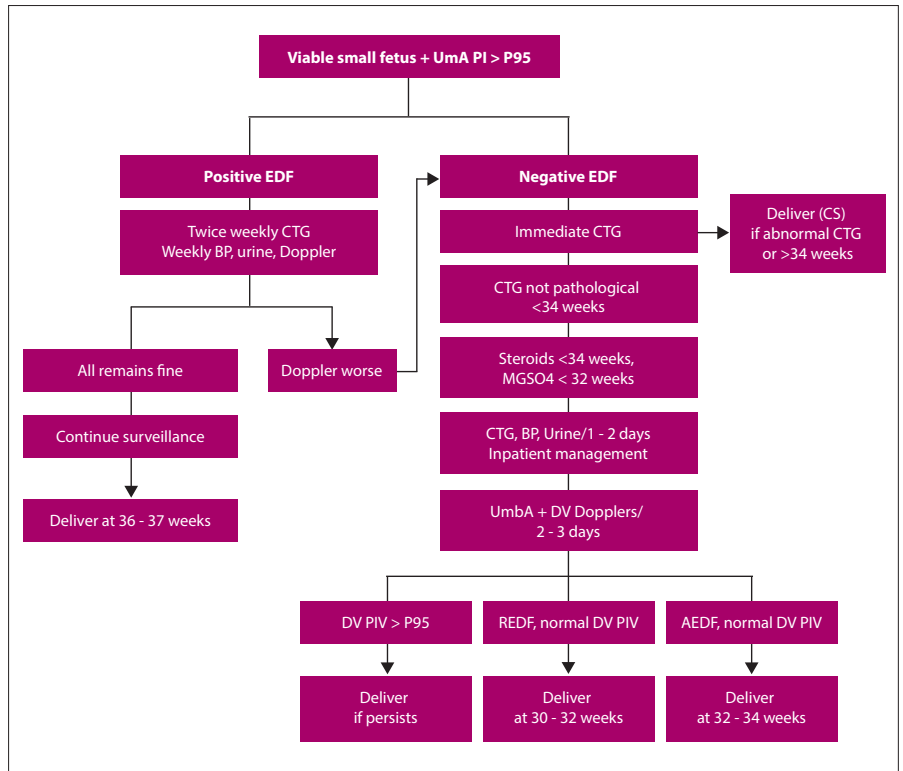 Viable small fetus + UmA PI > P95
Positive EDF
Twice weekly CTG
Weekly BP, urine, Doppler
All remains fine
Doppler worse
Continue surveillance
Deliver at 36 - 37 weeks
Negative EDF
Immediate CTG
Deliver (CS)
if abnormal CTG
or >34 weeks
CTG not pathological
<34 weeks
Steroids <34 weeks,
MGSO4 < 32 weeks
CTG, BP, Urine/1 - 2 days
Inpatient management
UmbA + DV Dopplers/
2 - 3 days
DV PIV > P95
REDF, normal DV PIV
AEDF, normal DV PIV
Deliver
if persists
Deliver
at 30 - 32 weeks
Deliver
at 32 - 34 weeks